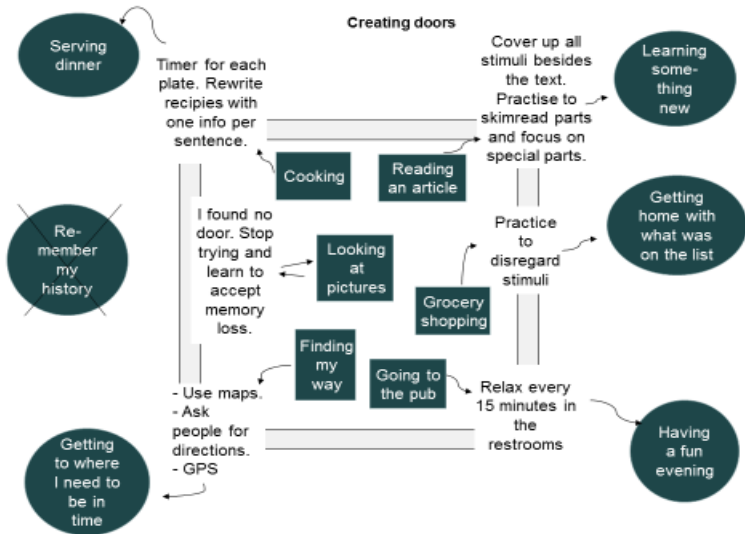 Creating doors
Serving
dinner
Timer for each
plate. Rewrite
recipies with
one info per
sentence.
Cooking
Cover up all
stimuli besides
the text.
Practise to
skimread parts
and focus on
special parts.
Learning
some-
thing
new
Reading
an article
Re-
member
my
history
I found no
door. Stop
trying and
learn to
accept
memory
loss.
Looking
at
pictures
Practice
to
disregard
stimuli
Getting
home with
what was
on the list
Grocery
shopping
Finding
my
way
- Use maps.
- Ask
people for
directions.
- GPS
Getting
to where
I need to
be in
time
Going to
the pub
Relax every
15 minutes in
the
restrooms
Having
a fun
evening